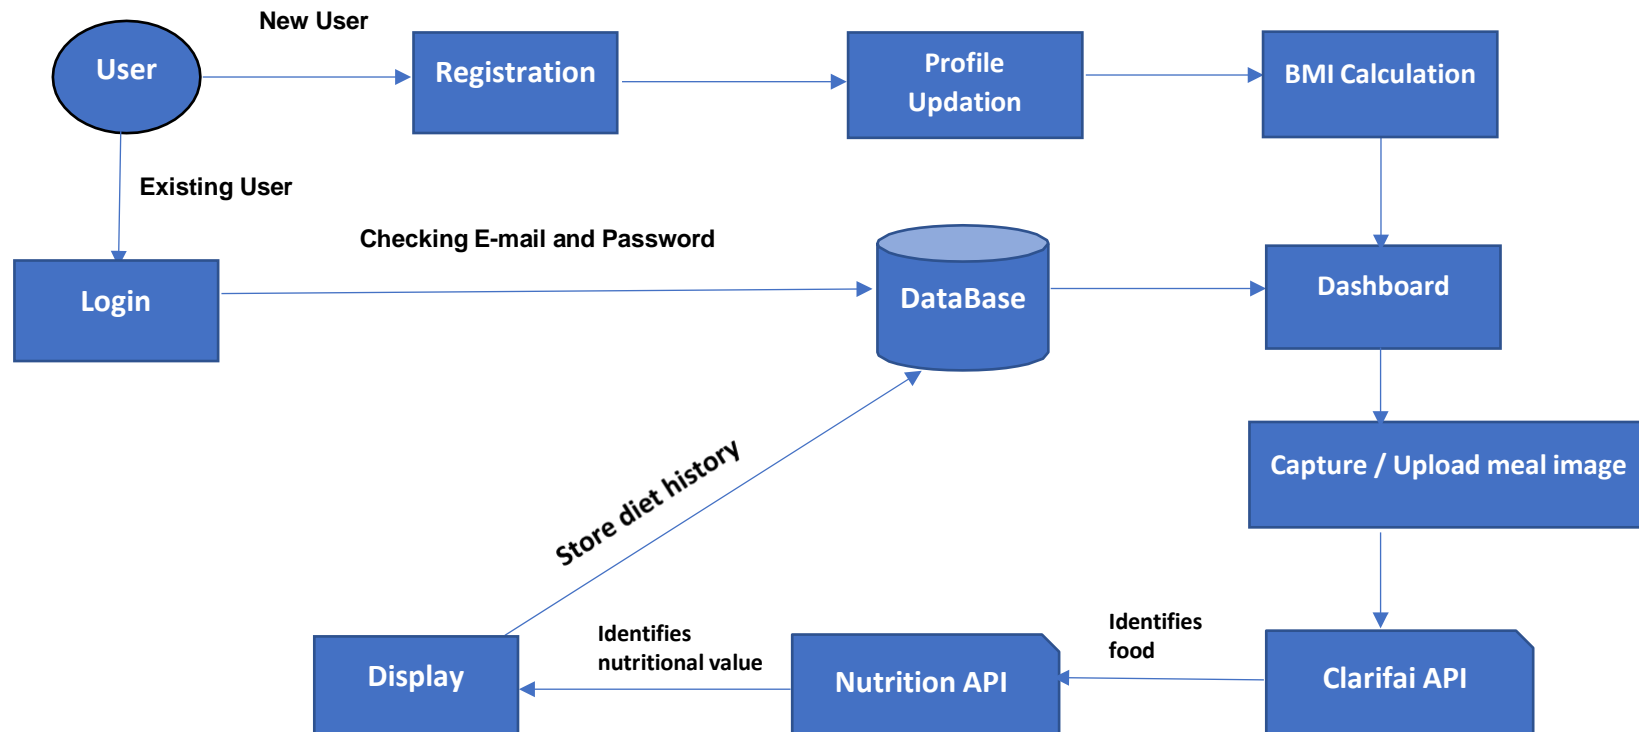 New User
User
Registration
Profile
Updation
BMI Calculation
Existing User
Checking E-mail and Password
Login
DataBase
Dashboard
Capture / Upload meal image
Store diet history
Identifies
food
Identifies
nutritional value
Display
Nutrition API
Clarifai API